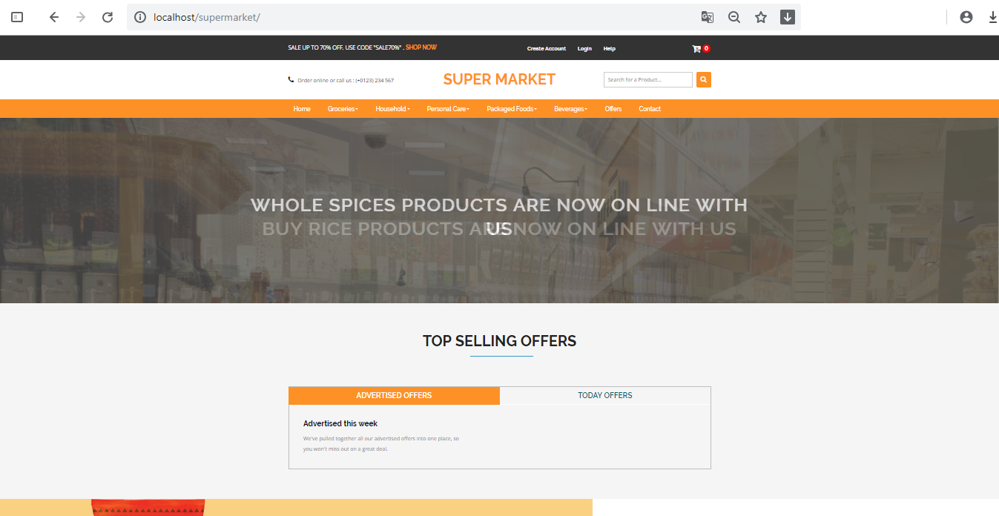 localhost/supermarket/
SALE UP TO 70% OFF. USE CODE "SALE70%" . SHOP NOW
Create Account Login Help 0
Order online or call us : (+0123) 234 567
SUPER MARKET
Search for a Product...
Home Groceries Household Personal Care Packaged Foods Beverages Offers Contact
WHOLE SPICES PRODUCTS ARE NOW ON LINE WITH
US
BUY RICE PRODUCTS ARE NOW ON LINE WITH US
TOP SELLING OFFERS
ADVERTISED OFFERS TODAY OFFERS
Advertised this week
We've pulled together all our advertised offers into one place, so
you won't miss out on a great deal.